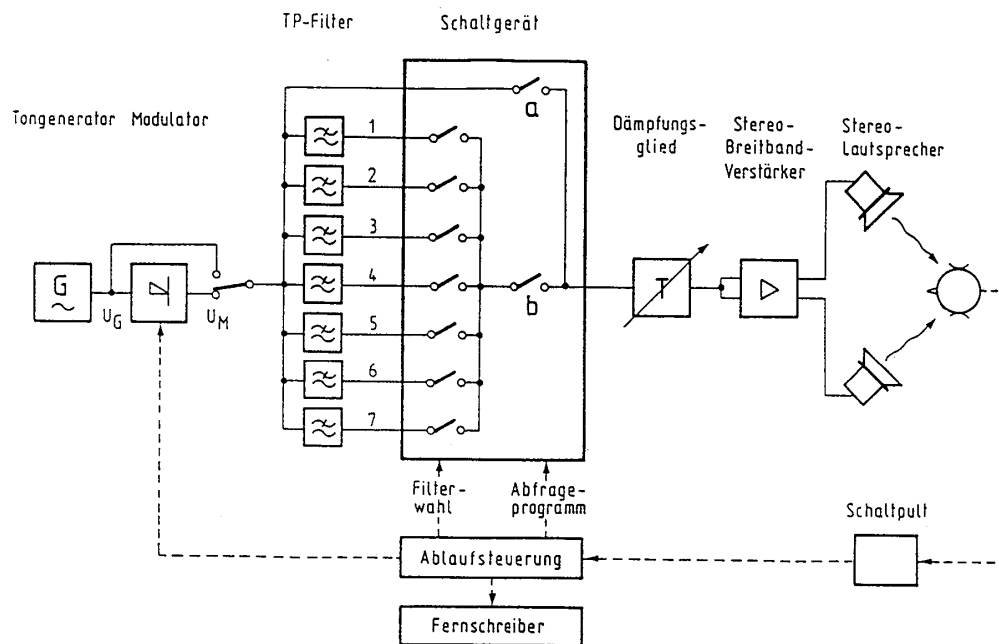 TP-Filter
Schaltgerät
Tongenerator
Modulator
Dämpfungs-
glied
Stereo-
Breitband-
Verstärker
Stereo-
Lautsprecher
a
1
2
3
4
5
6
7
b
G
U_G
U_M
T
Filter-
wahl
Abfrage-
programm
Schaltpult
Ablaufsteuerung
Fernschreiber